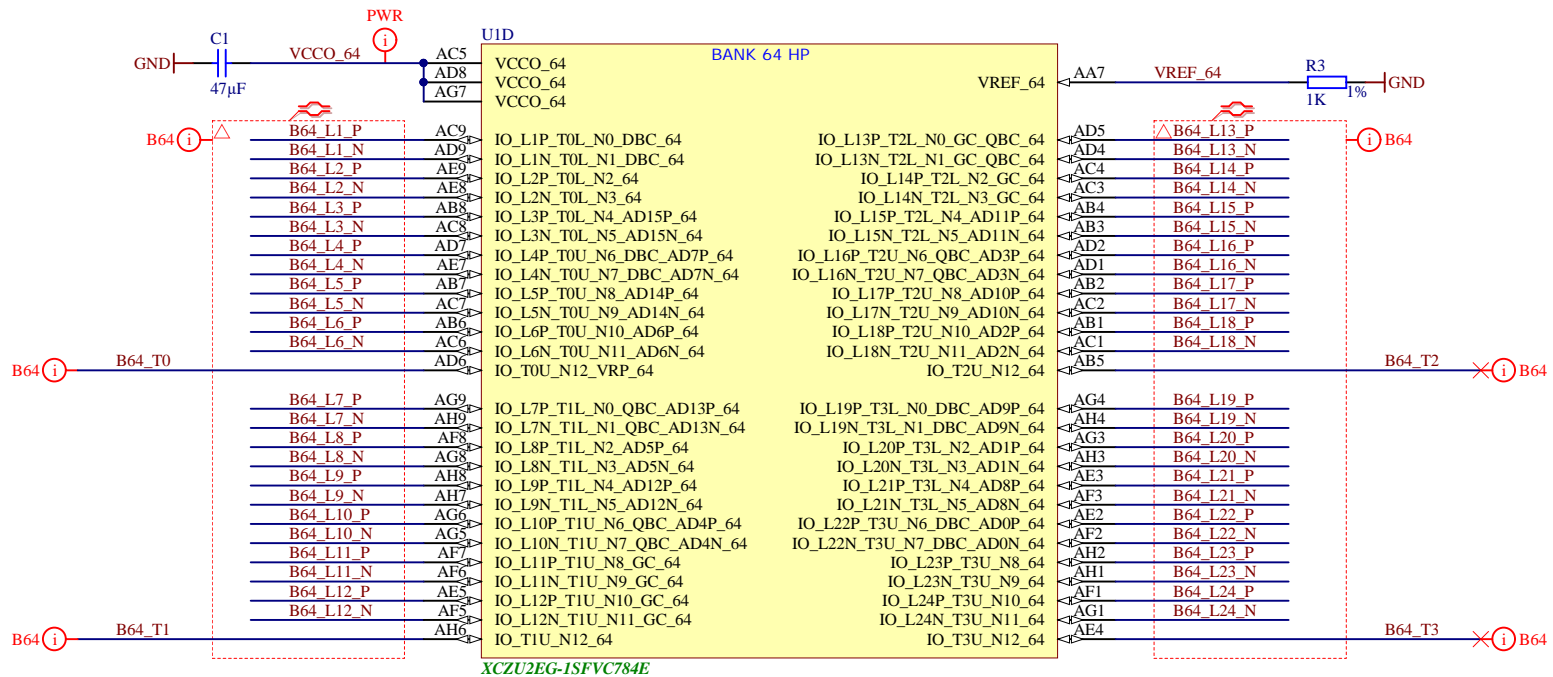 PWR
U1D
C1
GND
VCCO_64
47µF
BANK 64 HP
AC5 VCCO_64
AD8 VCCO_64
AG7 VCCO_64
VREF_64 AA7 VREF_64
R3
1K
1%
GND
B64
B64
B64_L1_P AC9 IO_L1P_T0L_N0_DBC_64 IO_L13P_T2L_N0_GC_QBC_64 AD5 B64_L13_P
B64_L1_N AD9 IO_L1N_T0L_N1_DBC_64 IO_L13N_T2L_N1_GC_QBC_64 AD4 B64_L13_N
B64_L2_P AE9 IO_L2P_T0L_N2_64 IO_L14P_T2L_N2_GC_64 AC4 B64_L14_P
B64_L2_N AE8 IO_L2N_T0L_N3_64 IO_L14N_T2L_N3_GC_64 AC3 B64_L14_N
B64_L3_P AB8 IO_L3P_T0L_N4_AD15P_64 IO_L15P_T2L_N4_AD11P_64 AB4 B64_L15_P
B64_L3_N AC8 IO_L3N_T0L_N5_AD15N_64 IO_L15N_T2L_N5_AD11N_64 AB3 B64_L15_N
B64_L4_P AD7 IO_L4P_T0U_N6_DBC_AD7P_64 IO_L16P_T2U_N6_QBC_AD3P_64 AD2 B64_L16_P
B64_L4_N AE7 IO_L4N_T0U_N7_DBC_AD7N_64 IO_L16N_T2U_N7_QBC_AD3N_64 AD1 B64_L16_N
B64_L5_P AB7 IO_L5P_T0U_N8_AD14P_64 IO_L17P_T2U_N8_AD10P_64 AB2 B64_L17_P
B64_L5_N AC7 IO_L5N_T0U_N9_AD14N_64 IO_L17N_T2U_N9_AD10N_64 AC2 B64_L17_N
B64_L6_P AB6 IO_L6P_T0U_N10_AD6P_64 IO_L18P_T2U_N10_AD2P_64 AB1 B64_L18_P
B64_L6_N AC6 IO_L6N_T0U_N11_AD6N_64 IO_L18N_T2U_N11_AD2N_64 AC1 B64_L18_N
B64 B64_T0 AD6 IO_T0U_N12_VRP_64 IO_T2U_N12_64 AB5 B64_T2 B64
B64_L7_P AG9 IO_L7P_T1L_N0_QBC_AD13P_64 IO_L19P_T3L_N0_DBC_AD9P_64 AG4 B64_L19_P
B64_L7_N AH9 IO_L7N_T1L_N1_QBC_AD13N_64 IO_L19N_T3L_N1_DBC_AD9N_64 AH4 B64_L19_N
B64_L8_P AF8 IO_L8P_T1L_N2_AD5P_64 IO_L20P_T3L_N2_AD1P_64 AG3 B64_L20_P
B64_L8_N AG8 IO_L8N_T1L_N3_AD5N_64 IO_L20N_T3L_N3_AD1N_64 AH3 B64_L20_N
B64_L9_P AH8 IO_L9P_T1L_N4_AD12P_64 IO_L21P_T3L_N4_AD8P_64 AE3 B64_L21_P
B64_L9_N AH7 IO_L9N_T1L_N5_AD12N_64 IO_L21N_T3L_N5_AD8N_64 AF3 B64_L21_N
B64_L10_P AG6 IO_L10P_T1U_N6_QBC_AD4P_64 IO_L22P_T3U_N6_DBC_AD0P_64 AE2 B64_L22_P
B64_L10_N AG5 IO_L10N_T1U_N7_QBC_AD4N_64 IO_L22N_T3U_N7_DBC_AD0N_64 AF2 B64_L22_N
B64_L11_P AF7 IO_L11P_T1U_N8_GC_64 IO_L23P_T3U_N8_64 AH2 B64_L23_P
B64_L11_N AF6 IO_L11N_T1U_N9_GC_64 IO_L23N_T3U_N9_64 AH1 B64_L23_N
B64_L12_P AE5 IO_L12P_T1U_N10_GC_64 IO_L24P_T3U_N10_64 AF1 B64_L24_P
B64_L12_N AF5 IO_L12N_T1U_N11_GC_64 IO_L24N_T3U_N11_64 AG1 B64_L24_N
B64 B64_T1 AH6 IO_T1U_N12_64 IO_T3U_N12_64 AE4 B64_T3 B64
XCZU2EG-1SFVC784E